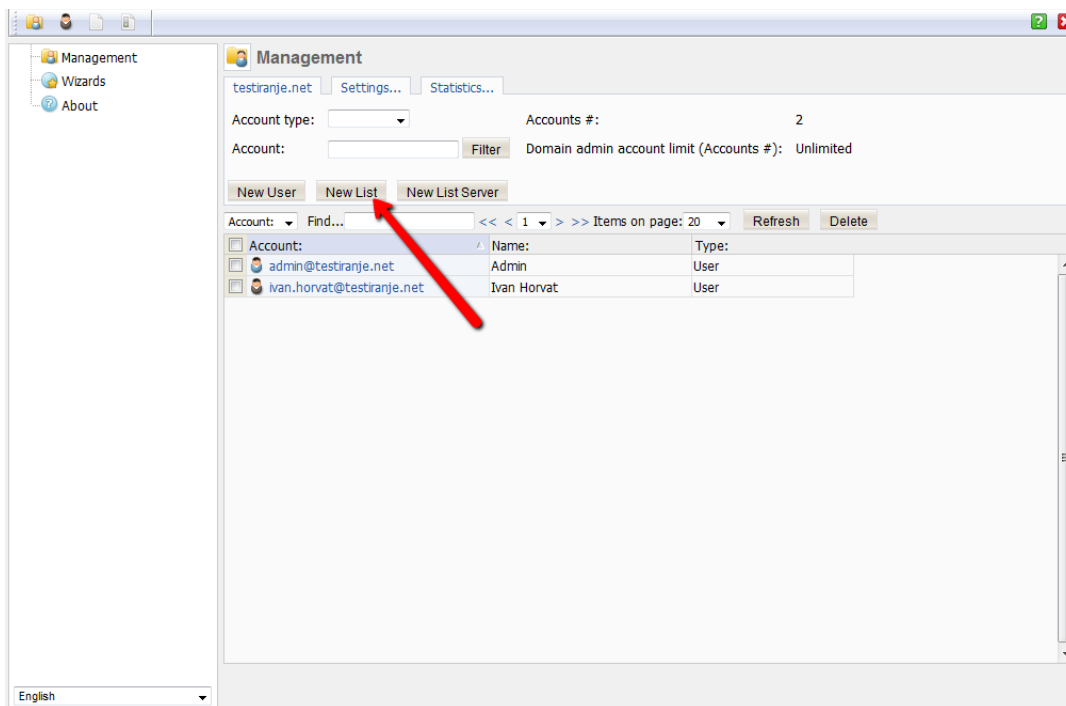 Management
Wizards
About
Management
testiranje.net Settings... Statistics...
Account type: Accounts #: 2
Account: Filter Domain admin account limit (Accounts #): Unlimited
New User New List New List Server
Account: Find... << < 1 > >> Items on page: 20 Refresh Delete
Account: Name: Type:
admin@testiranje.net Admin User
ivan.horvat@testiranje.net Ivan Horvat User
English